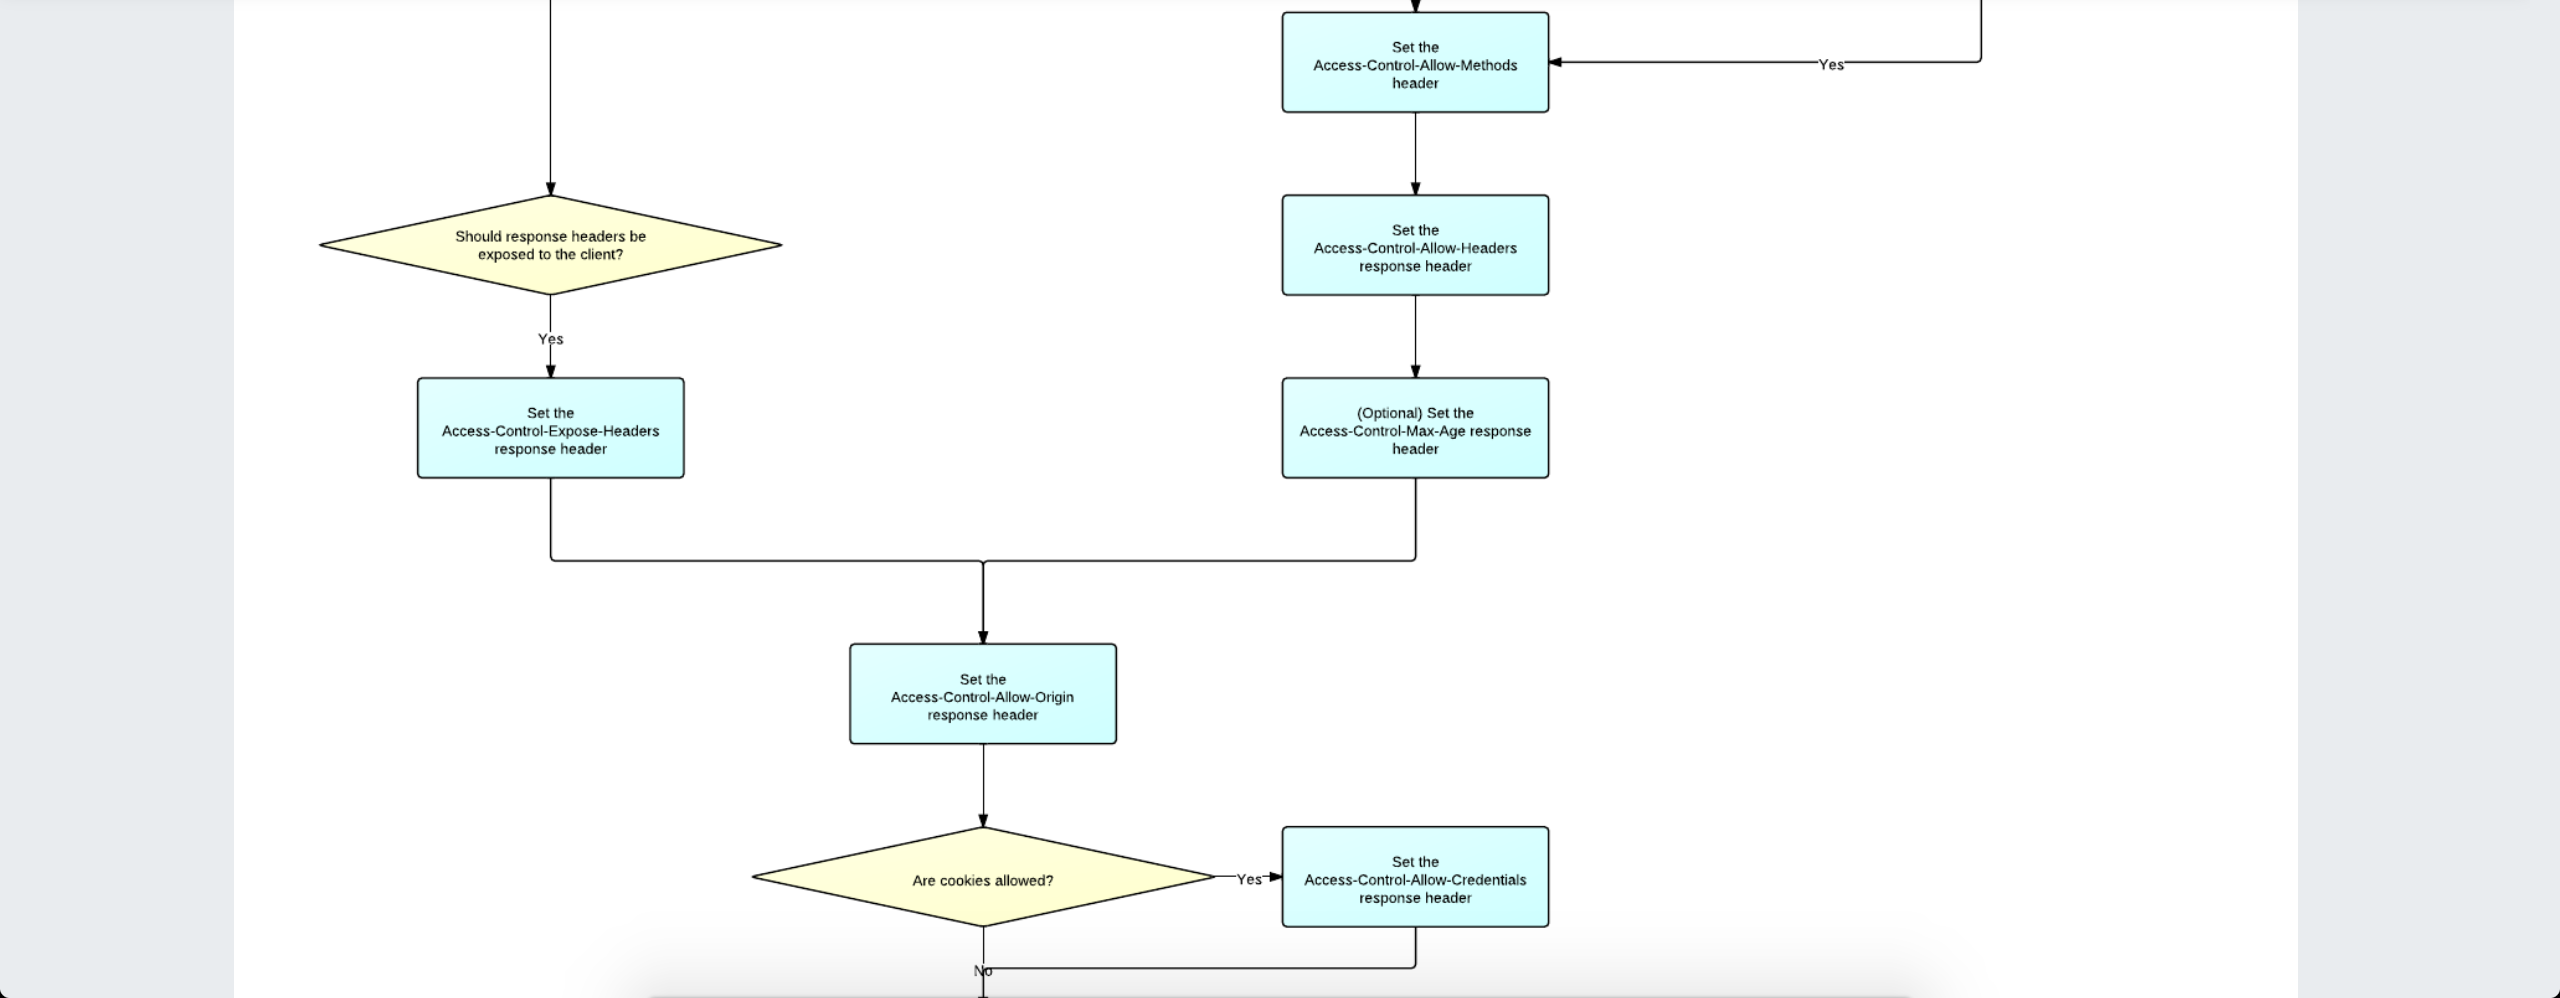 Set the
Access-Control-Allow-Methods
header
Yes
Should response headers be
exposed to the client?
Set the
Access-Control-Allow-Headers
response header
Yes
Set the
Access-Control-Expose-Headers
response header
(Optional) Set the
Access-Control-Max-Age response
header
Set the
Access-Control-Allow-Origin
response header
Are cookies allowed?
Yes
Set the
Access-Control-Allow-Credentials
response header
No